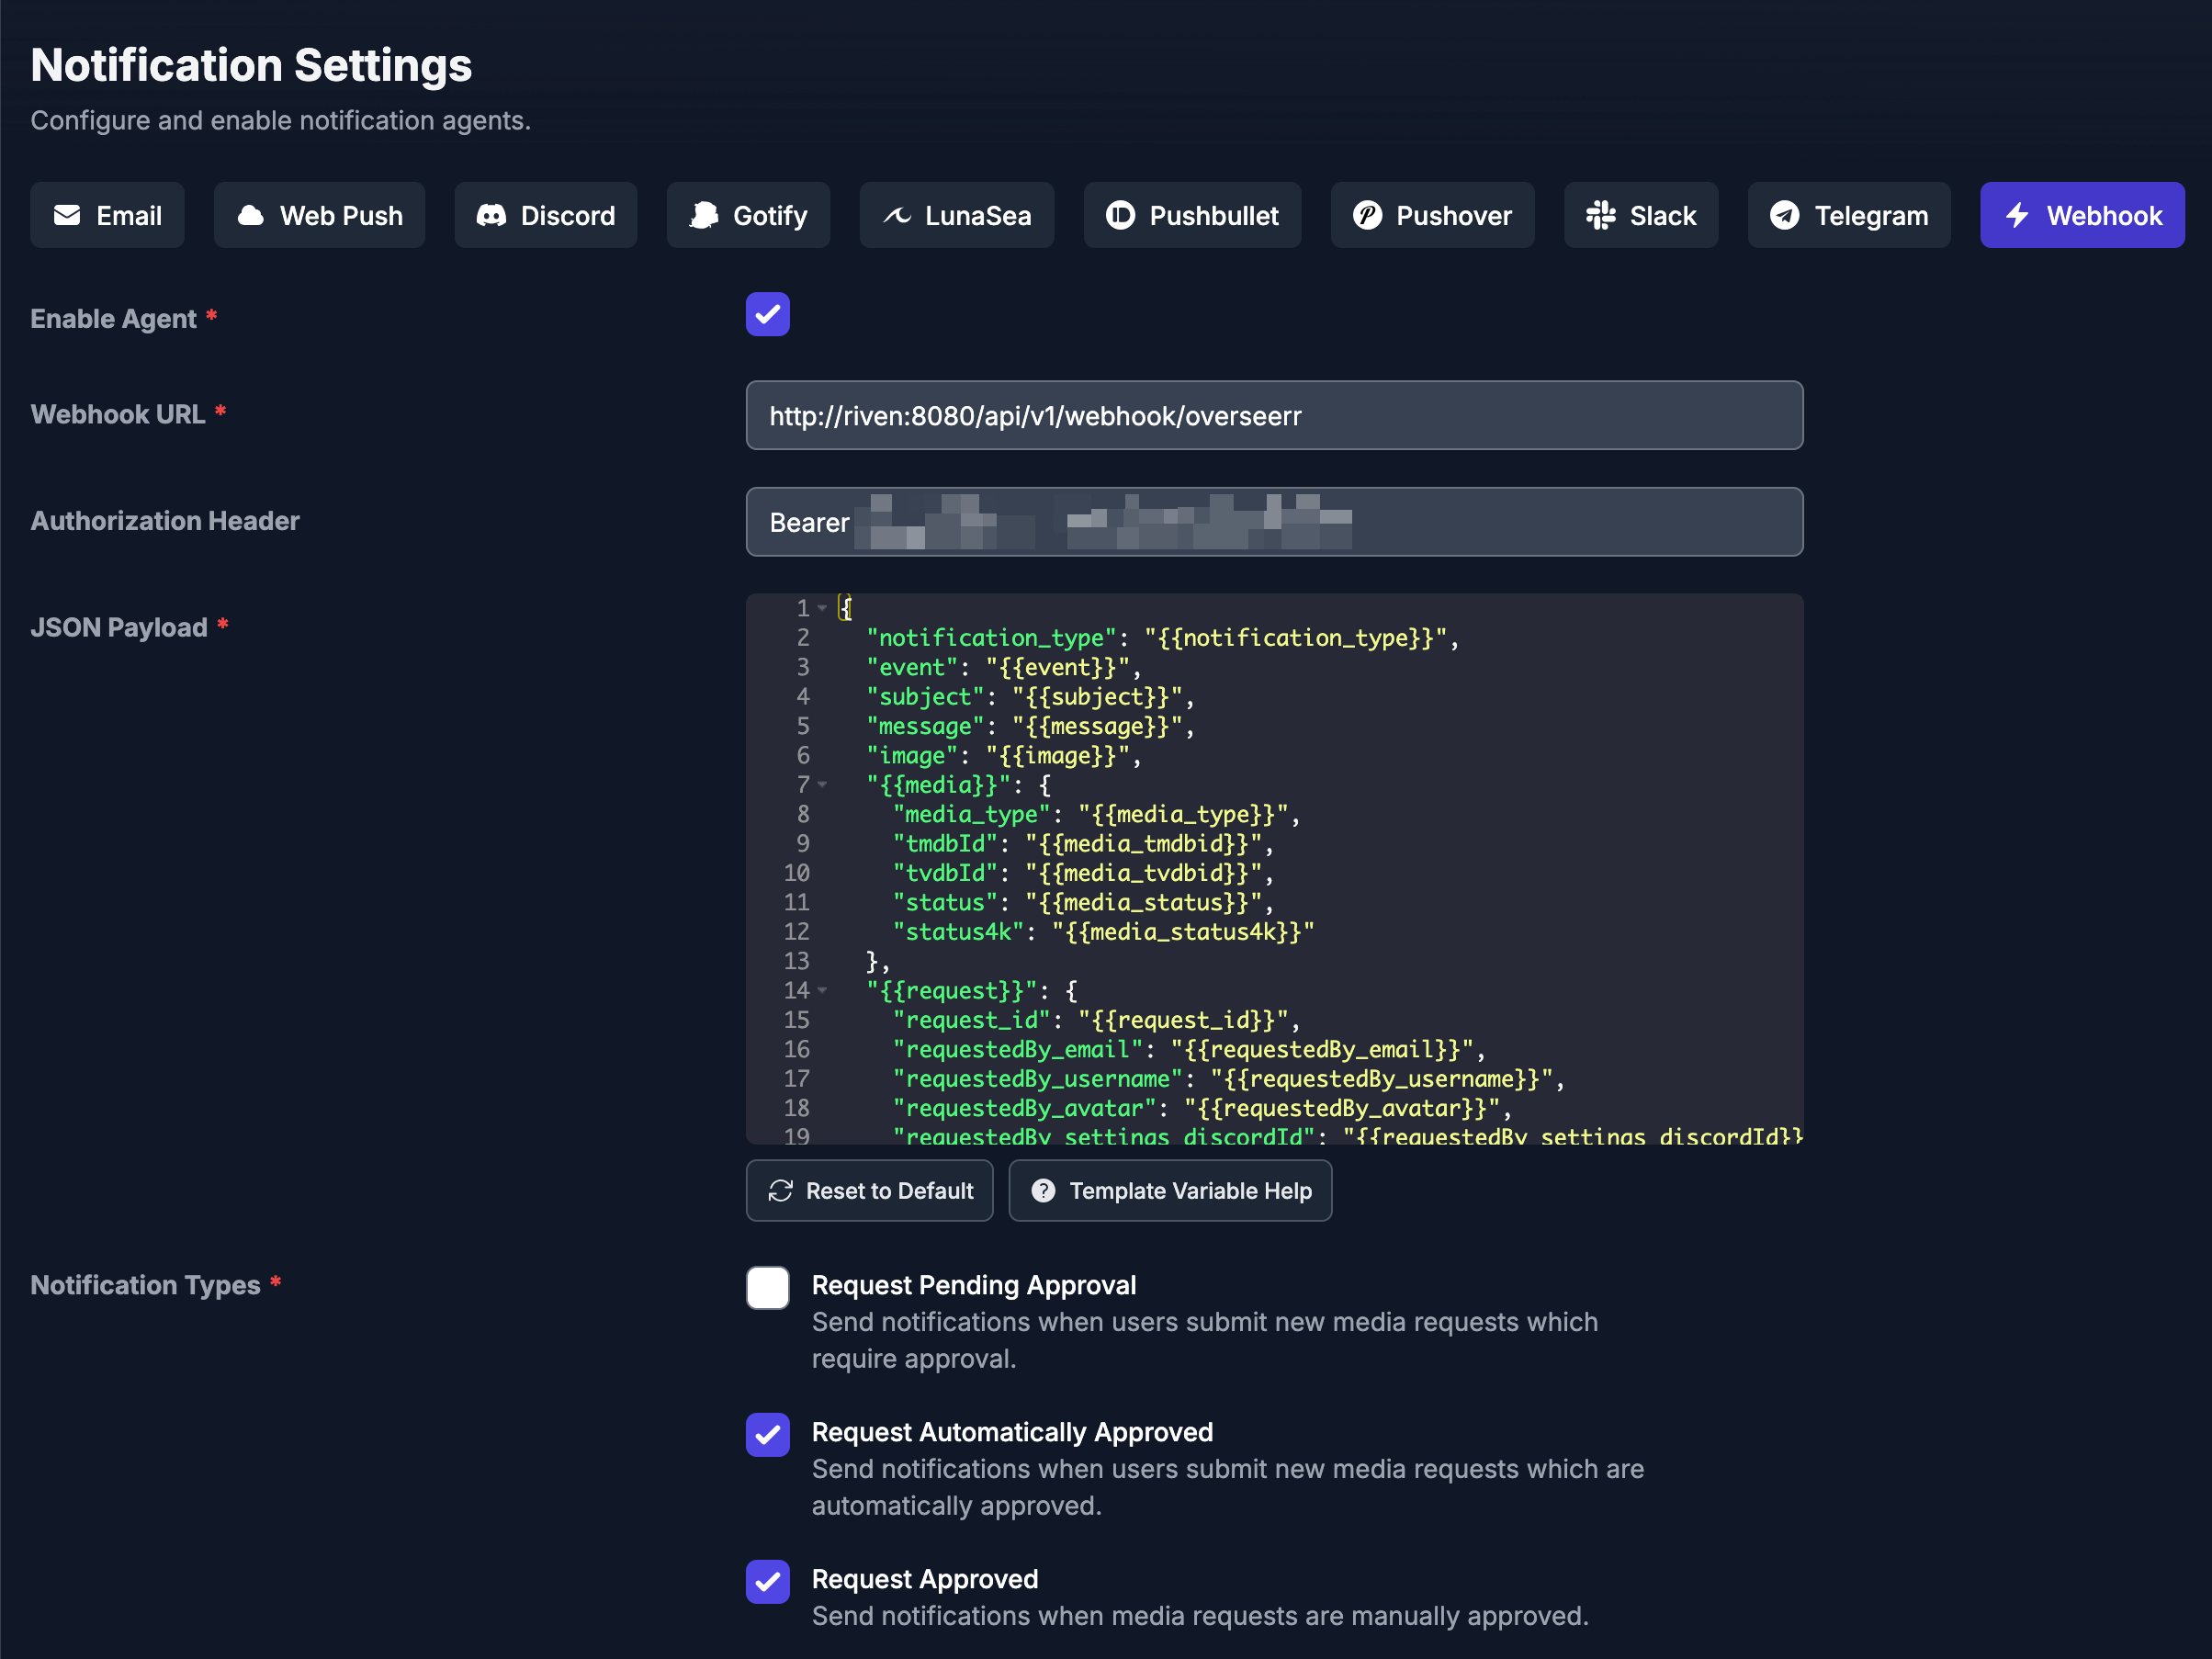 Notification Settings
Configure and enable notification agents.
Email Web Push Discord Gotify LunaSea Pushbullet Pushover Slack Telegram Webhook
Enable Agent *
Webhook URL * http://riven:8080/api/v1/webhook/overseerr
Authorization Header Bearer
JSON Payload *
1 {
2 "notification_type": "{{notification_type}}",
3 "event": "{{event}}",
4 "subject": "{{subject}}",
5 "message": "{{message}}",
6 "image": "{{image}}",
7 "{{media}}": {
8 "media_type": "{{media_type}}",
9 "tmdbId": "{{media_tmdbid}}",
10 "tvdbId": "{{media_tvdbid}}",
11 "status": "{{media_status}}",
12 "status4k": "{{media_status4k}}"
13 },
14 "{{request}}": {
15 "request_id": "{{request_id}}",
16 "requestedBy_email": "{{requestedBy_email}}",
17 "requestedBy_username": "{{requestedBy_username}}",
18 "requestedBy_avatar": "{{requestedBy_avatar}}",
19 "requestedBy_settings_discordId": "{{requestedBy_settings_discordId}}
Reset to Default Template Variable Help
Notification Types *
Request Pending Approval
Send notifications when users submit new media requests which
require approval.
Request Automatically Approved
Send notifications when users submit new media requests which are
automatically approved.
Request Approved
Send notifications when media requests are manually approved.